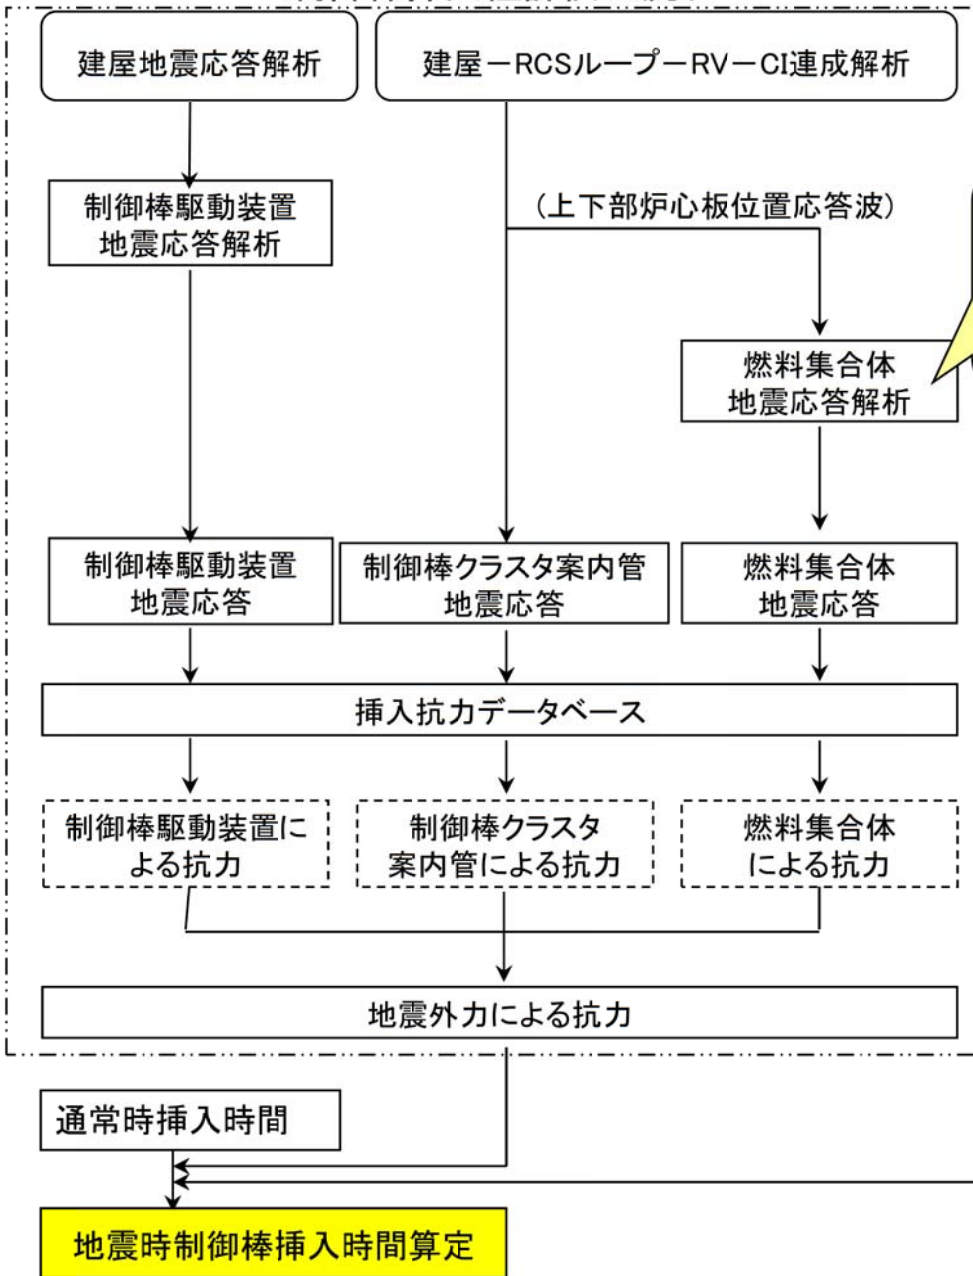 建屋地震応答解析
建屋－RCSループ－RV－CI連成解析
制御棒駆動装置
地震応答解析
（上下部炉心板位置応答波）
燃料集合体
地震応答解析
制御棒駆動装置
地震応答
制御棒クラスタ案内管
地震応答
燃料集合体
地震応答
挿入抗力データベース
制御棒駆動装置に
よる抗力
制御棒クラスタ
案内管による抗力
燃料集合体
による抗力
地震外力による抗力
通常時挿入時間
地震時制御棒挿入時間算定